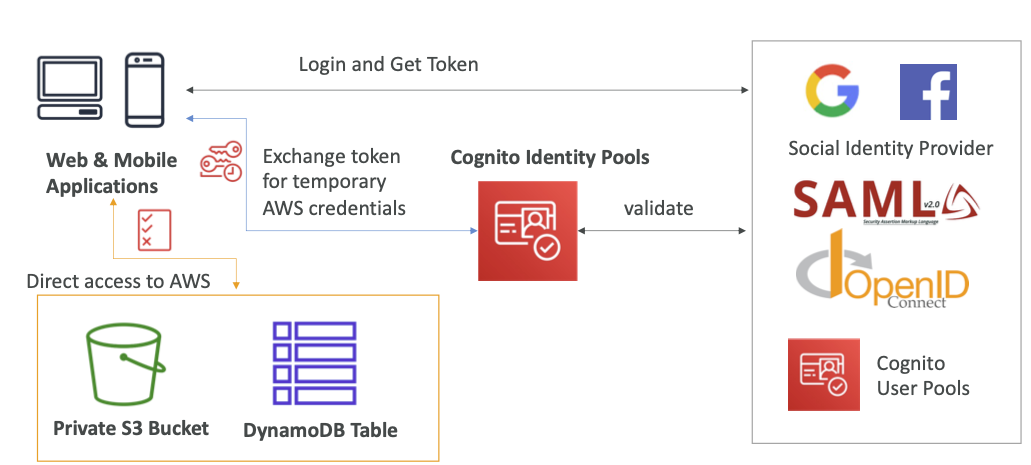 Login and Get Token
Social Identity Provider
Web & Mobile
Applications
Exchange token
for temporary
AWS credentials
Cognito Identity Pools
validate
SAML v2.0
Security Assertion Markup Language
OpenID
Connect
Direct access to AWS
Cognito
User Pools
Private S3 Bucket
DynamoDB Table